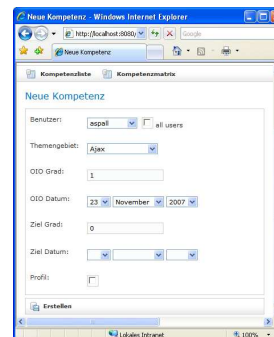 Neue Kompetenz - Windows Internet Explorer
http://localhost:8080/
Google
Neue Kompetenz
Kompetenzliste Kompetenzmatrix
Neue Kompetenz
Benutzer: aspall all users
Themengebiet: Ajax
OIO Grad: 1
OIO Datum: 23 November 2007
Ziel Grad: 0
Ziel Datum:
Profil:
Erstellen
Lokales Intranet 100%